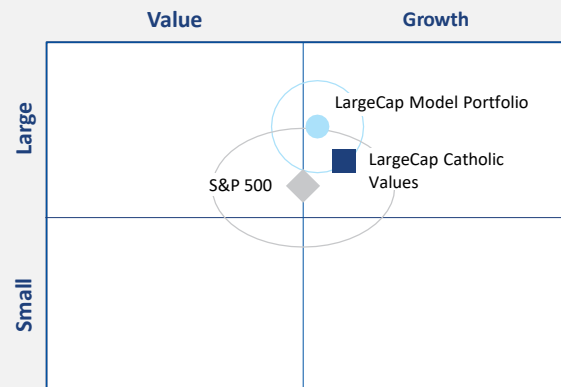 Value
Growth
Large
LargeCap Model Portfolio
LargeCap Catholic
Values
S&P 500
Small